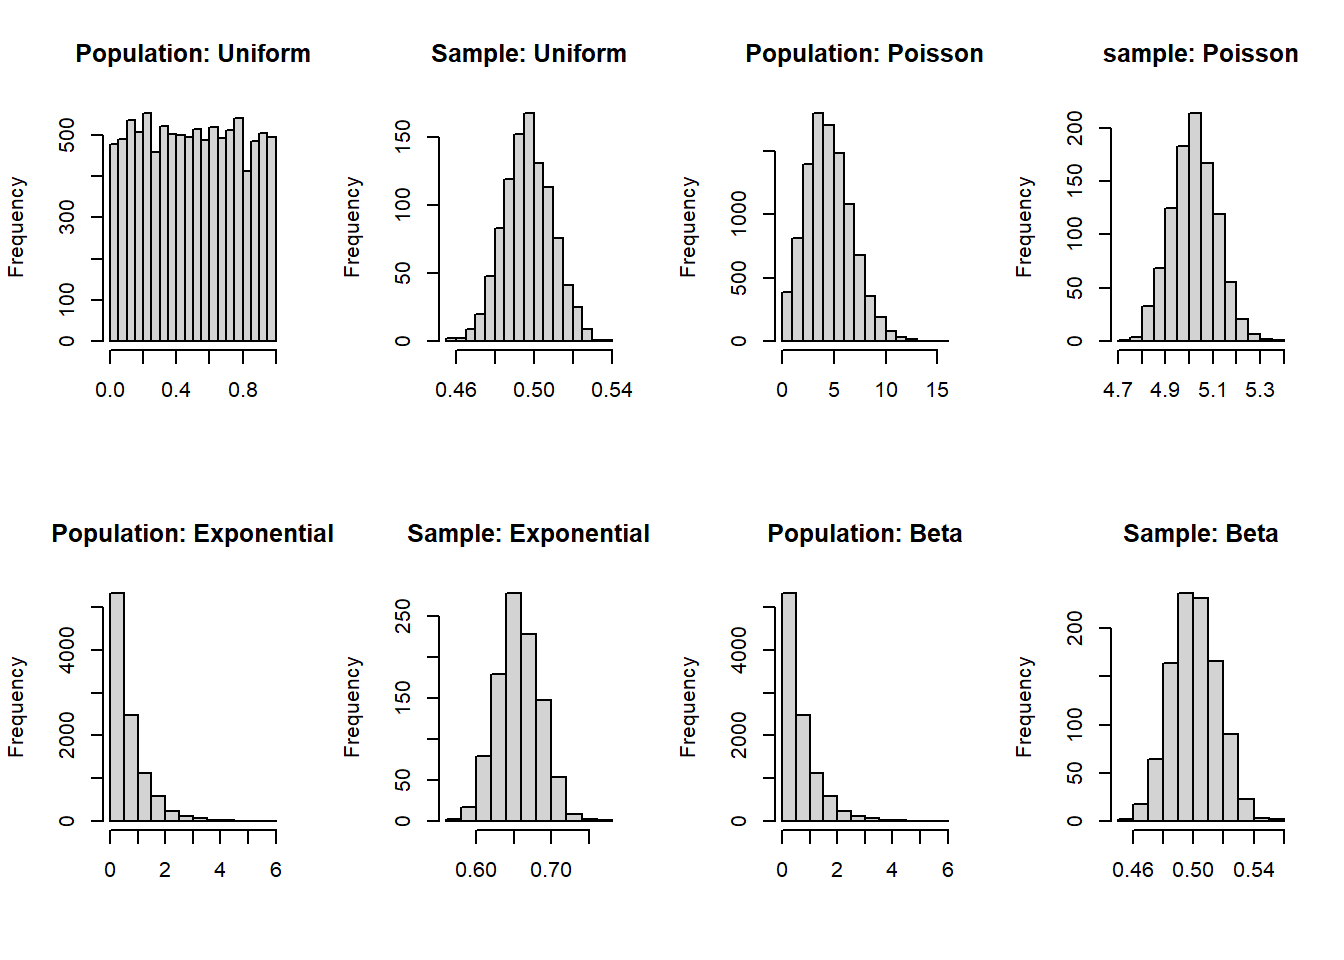 Population: Uniform
Frequency
500
300
100
0
0.0 0.4 0.8
Sample: Uniform
Frequency
150
100
50
0
0.46 0.50 0.54
Population: Poisson
Frequency
1000
500
0
0 5 10 15
sample: Poisson
Frequency
200
150
100
50
0
4.7 4.9 5.1 5.3
Population: Exponential
Frequency
4000
2000
0
0 2 4 6
Sample: Exponential
Frequency
250
150
50
0
0.60 0.70
Population: Beta
Frequency
4000
2000
0
0 2 4 6
Sample: Beta
Frequency
200
100
50
0
0.46 0.50 0.54